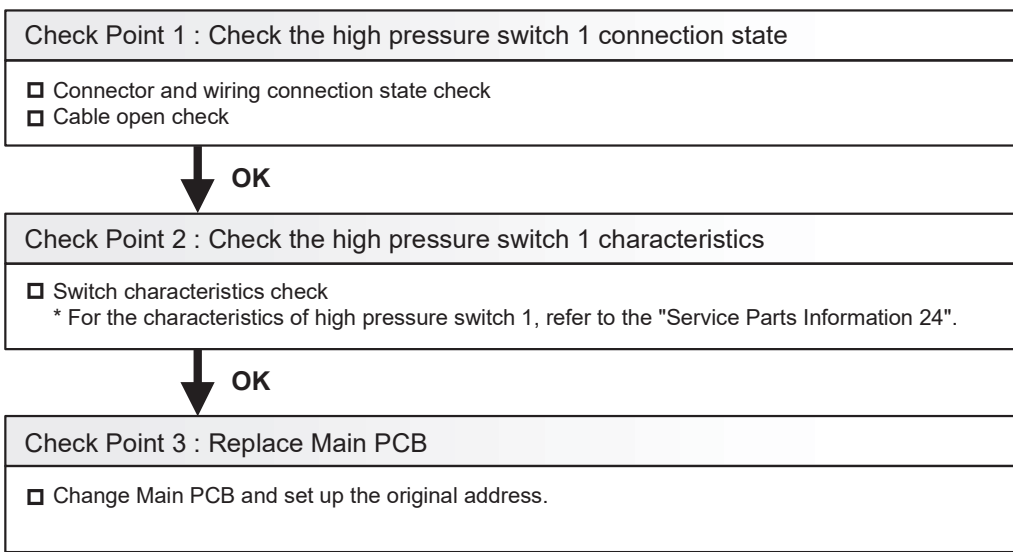 Check Point 1 : Check the high pressure switch 1 connection state
Connector and wiring connection state check
Cable open check
OK
Check Point 2 : Check the high pressure switch 1 characteristics
Switch characteristics check
* For the characteristics of high pressure switch 1, refer to the "Service Parts Information 24".
OK
Check Point 3 : Replace Main PCB
Change Main PCB and set up the original address.